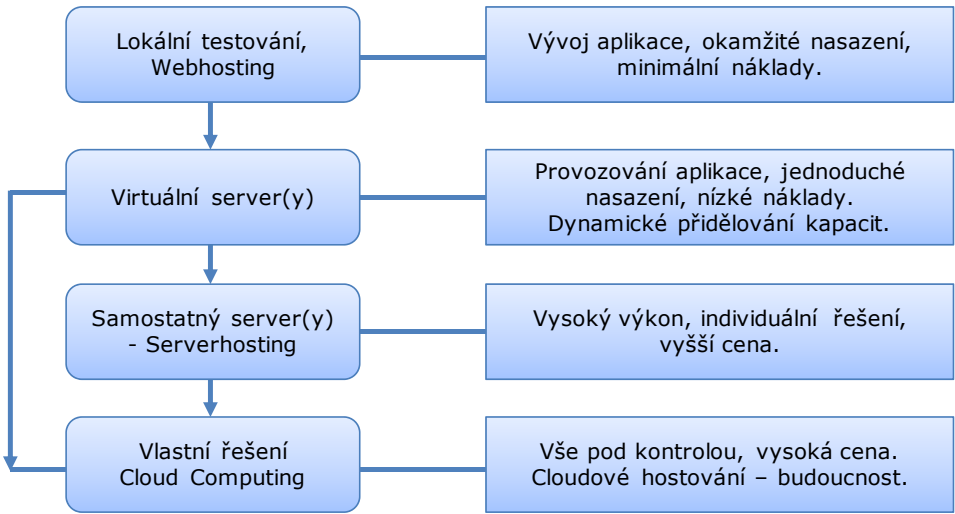 Lokální testování,
Webhosting
Vývoj aplikace, okamžité nasazení,
minimální náklady.
Virtuální server(y)
Provozování aplikace, jednoduché
nasazení, nízké náklady.
Dynamické přidělování kapacit.
Samostatný server(y)
- Serverhosting
Vysoký výkon, individuální řešení,
vyšší cena.
Vlastní řešení
Cloud Computing
Vše pod kontrolou, vysoká cena.
Cloudové hostování – budoucnost.